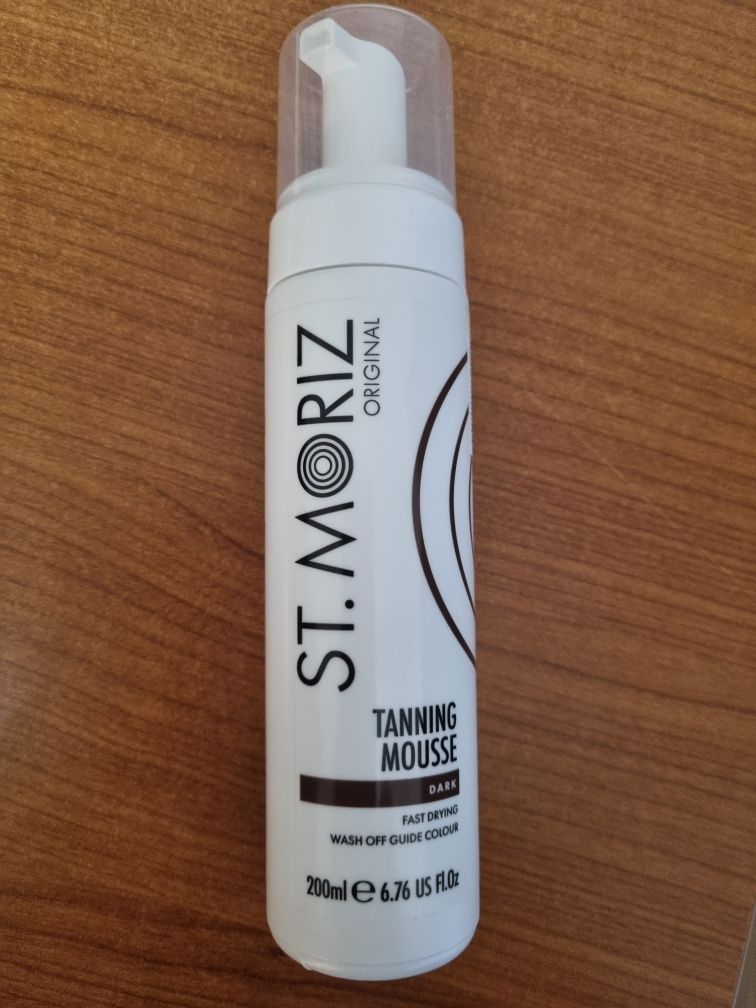 ST. MORIZ
ORIGINAL
TANNING
MOUSSE
DARK
FAST DRYING
WASH OFF GUIDE COLOUR
200ml ℮ 6.76 US Fl.Oz